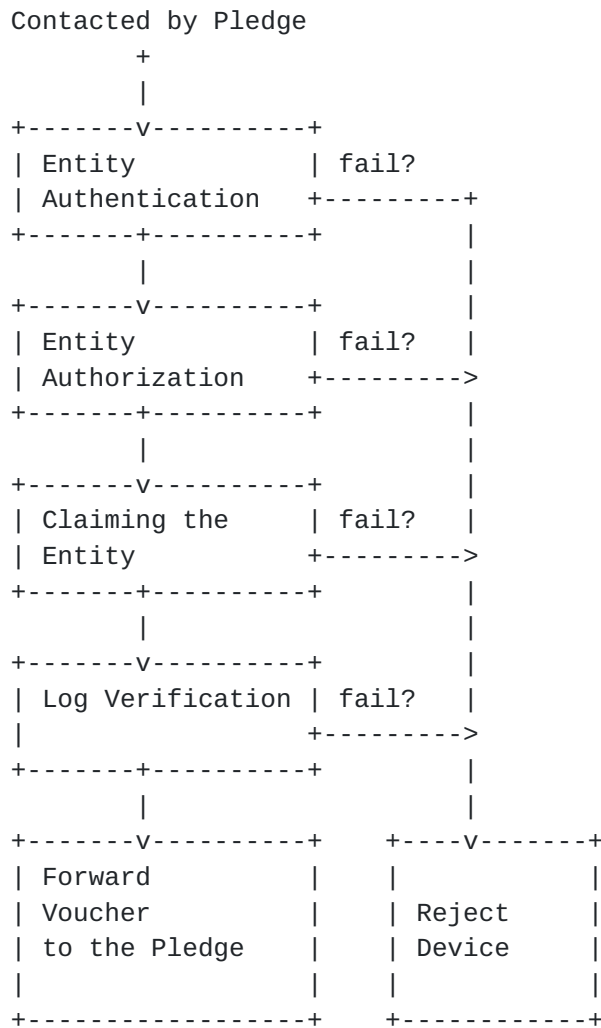 Contacted by Pledge
        +
        |
+-------v----------+
| Entity           | fail?
| Authentication   +---------+
+-------+----------+         |
        |                    |
+-------v----------+         |
| Entity           | fail?   |
| Authorization    +--------->
+-------+----------+         |
        |                    |
+-------v----------+         |
| Claiming the     | fail?   |
| Entity           +--------->
+-------+----------+         |
        |                    |
+-------v----------+         |
| Log Verification | fail?   |
|                  +--------->
+-------+----------+         |
        |                    |
+-------v----------+    +----v-------+
| Forward          |    |            |
| Voucher          |    | Reject     |
| to the Pledge    |    | Device     |
|                  |    |            |
+------------------+    +------------+